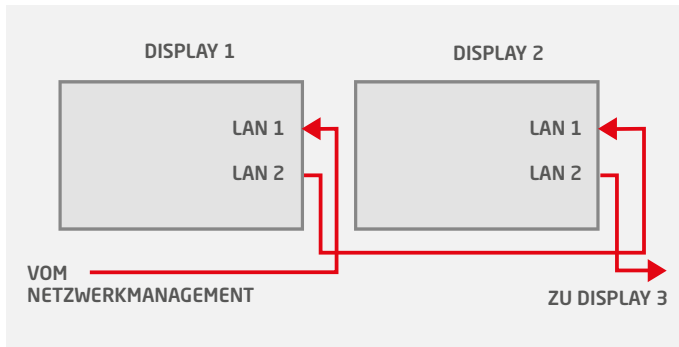 DISPLAY 1
DISPLAY 2
LAN 1
LAN 2
LAN 1
LAN 2
VOM
NETZWERKMANAGEMENT
ZU DISPLAY 3